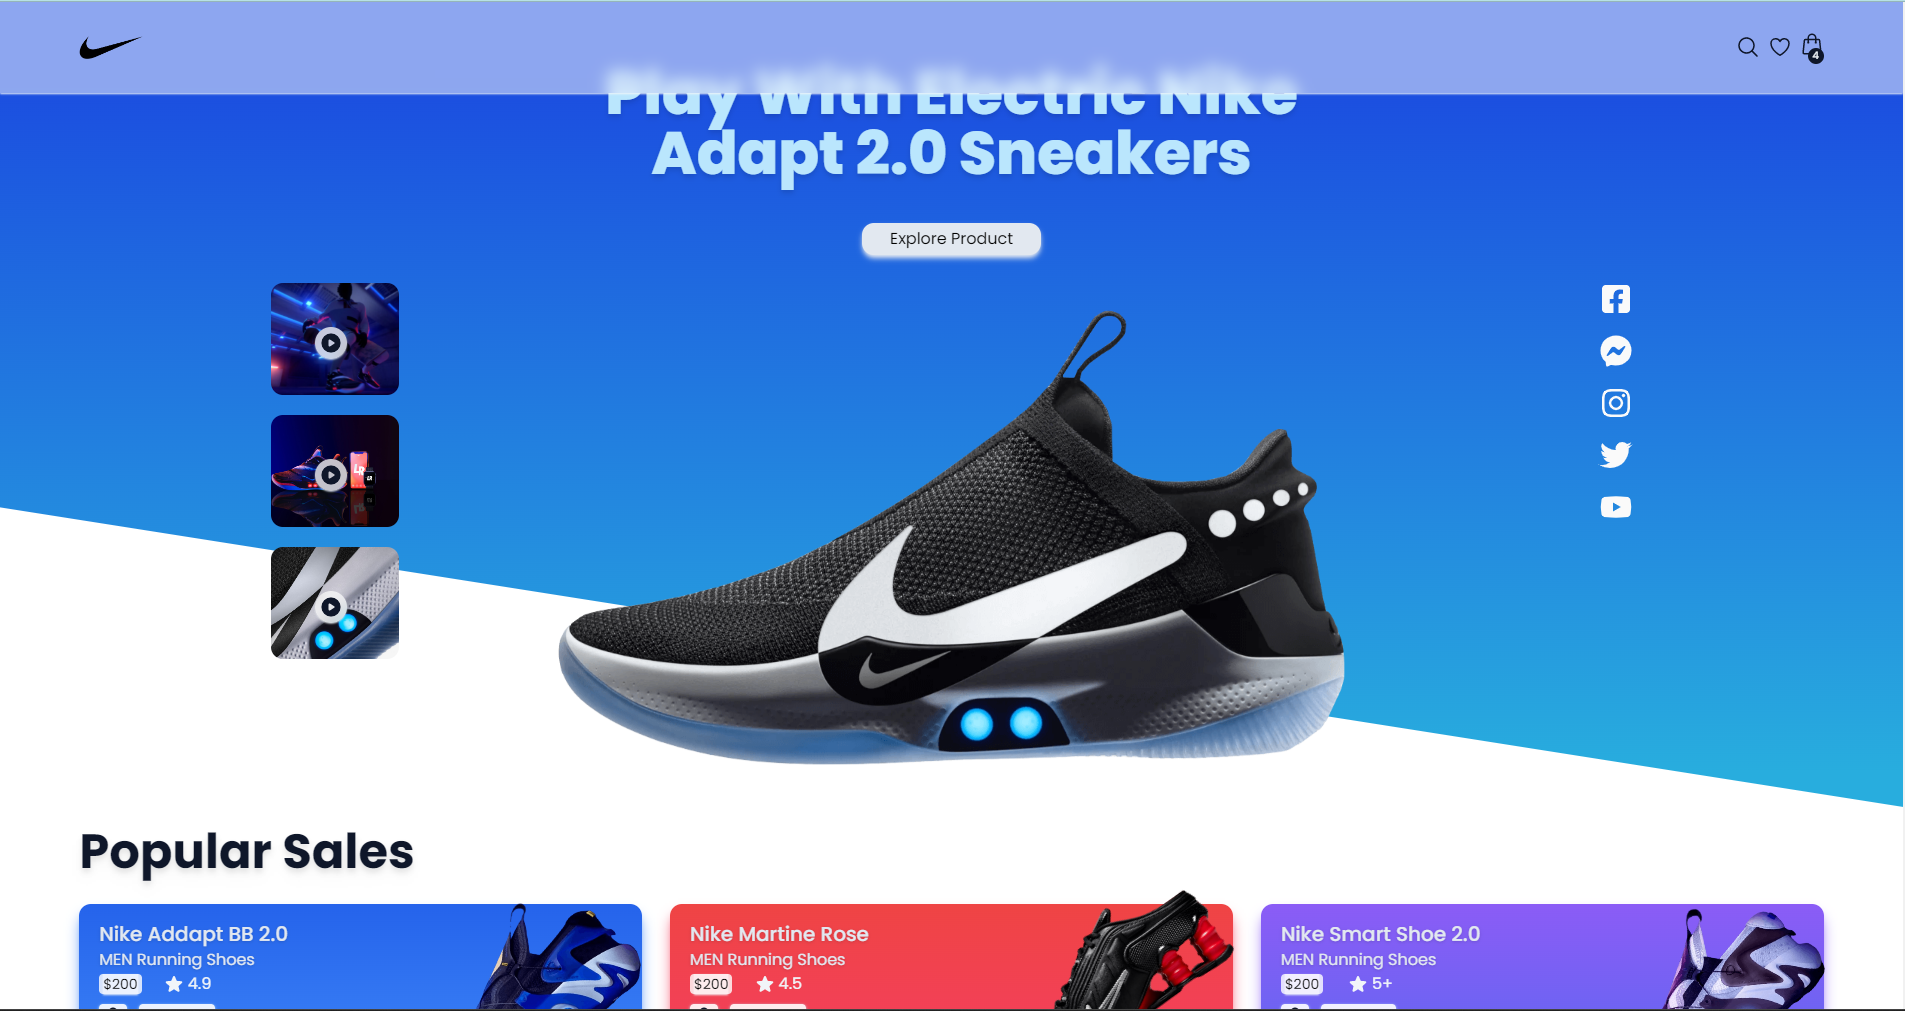 4
Play With Electric Nike
Adapt 2.0 Sneakers
Explore Product
LR
LR
Popular Sales
Nike Addapt BB 2.0
MEN Running Shoes
$200
4.9
Nike Martine Rose
MEN Running Shoes
$200
4.5
Nike Smart Shoe 2.0
MEN Running Shoes
$200
5+